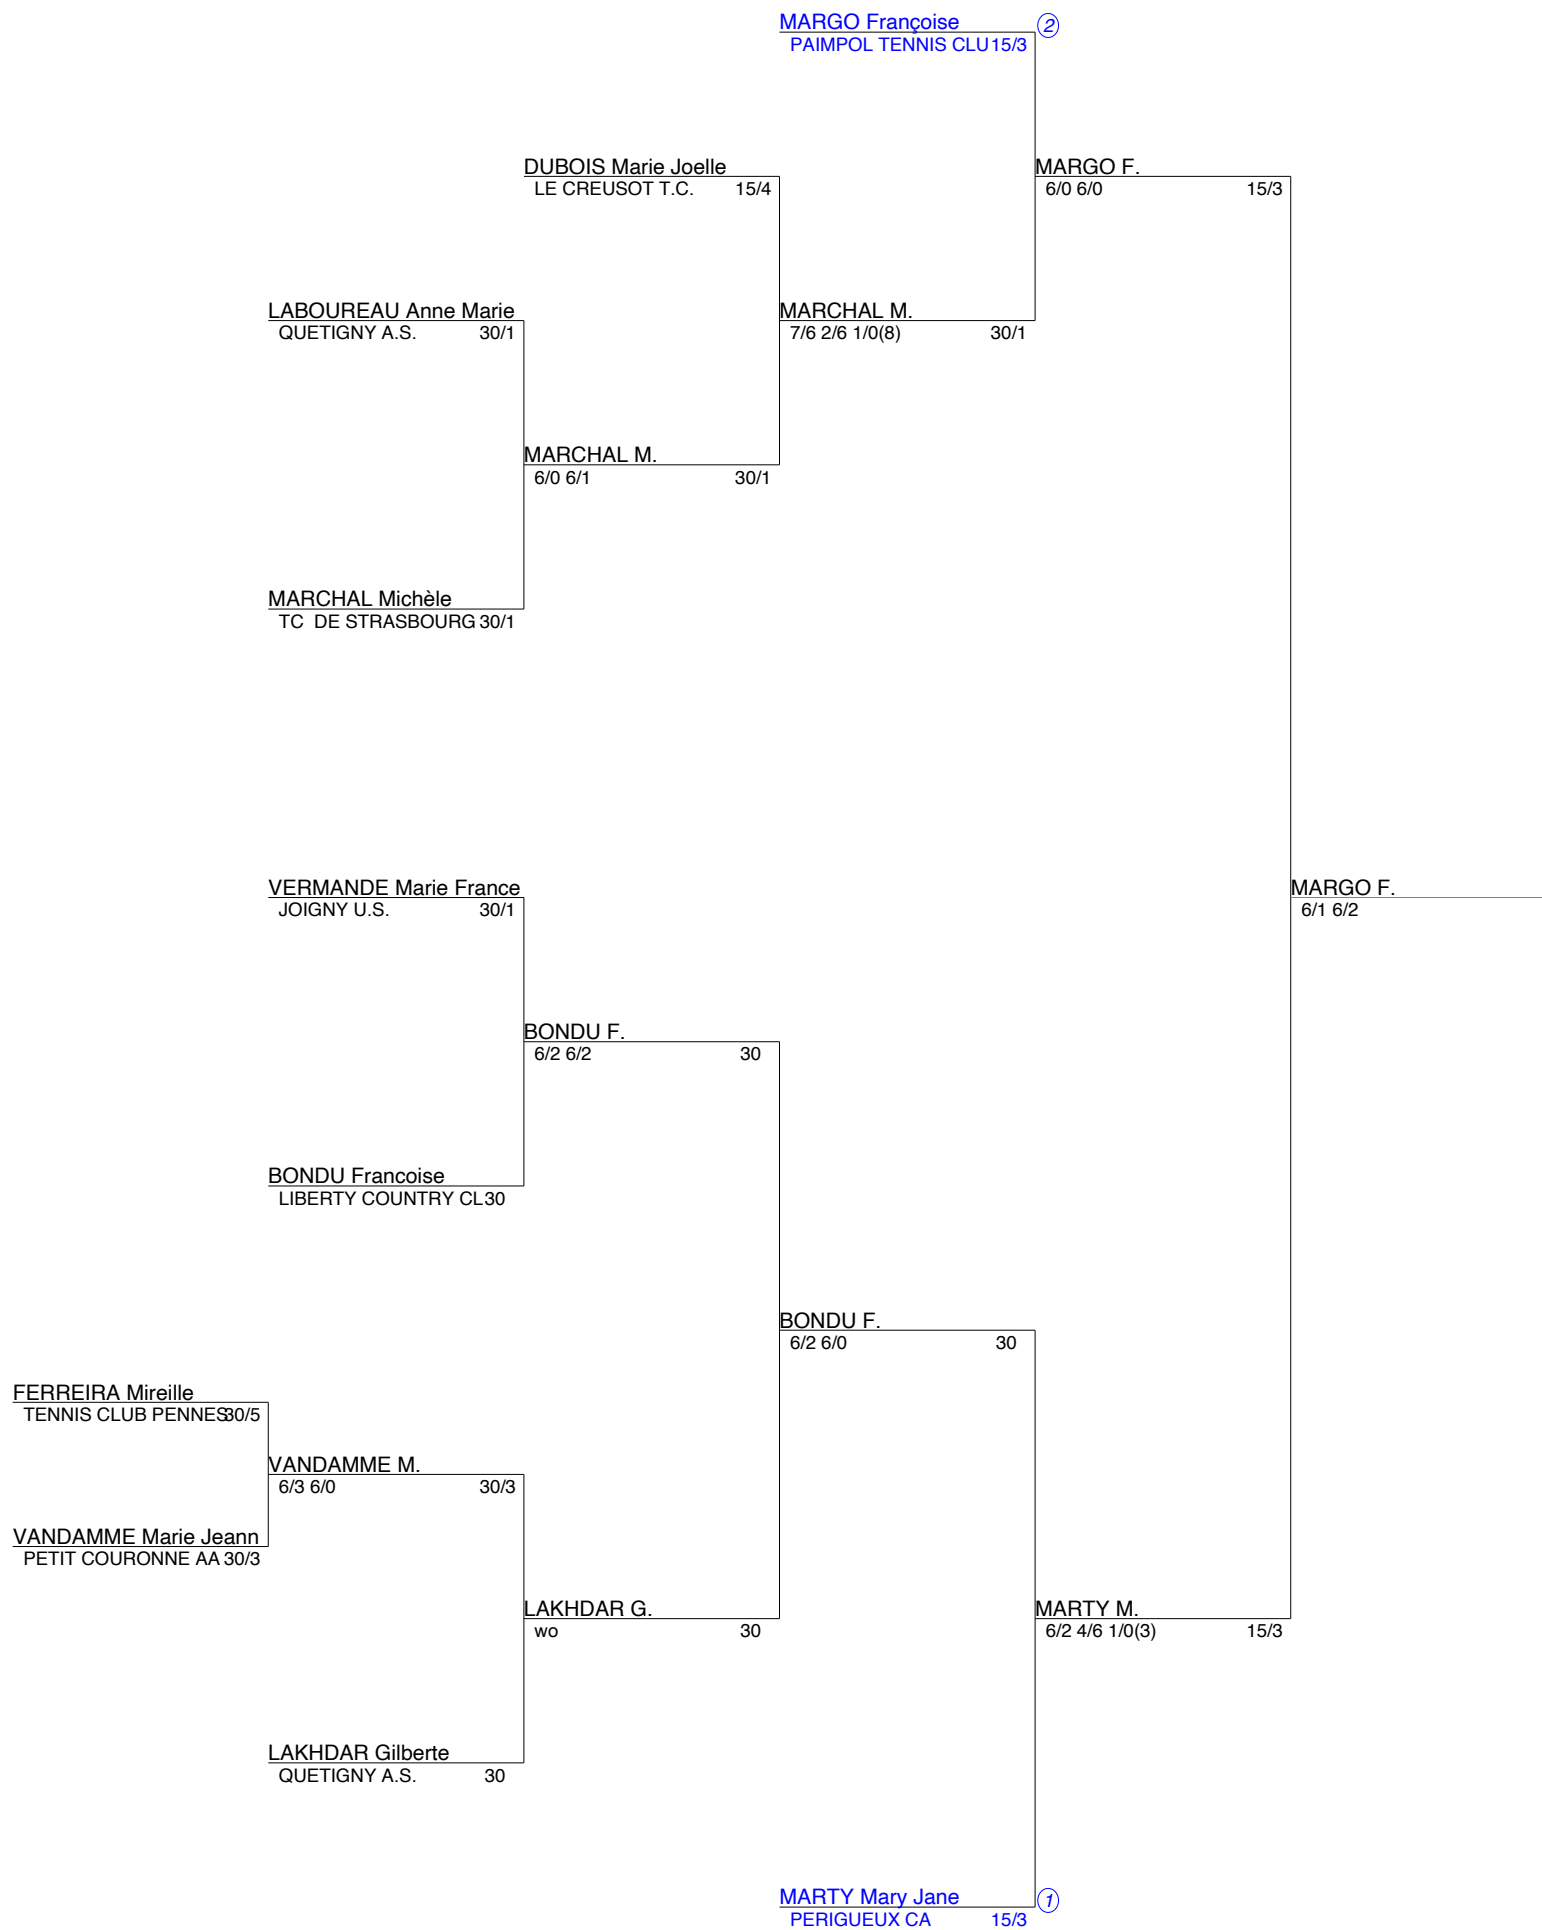 MARGO Françoise
2
PAIMPOL TENNIS CLU15/3
DUBOIS Marie Joelle
LE CREUSOT T.C. 15/4
MARGO F.
6/0 6/0 15/3
LABOUREAU Anne Marie
QUETIGNY A.S. 30/1
MARCHAL M.
7/6 2/6 1/0(8) 30/1
MARCHAL M.
6/0 6/1 30/1
MARCHAL Michèle
TC DE STRASBOURG 30/1
VERMANDE Marie France
JOIGNY U.S. 30/1
MARGO F.
6/1 6/2
BONDU F.
6/2 6/2 30
BONDU Francoise
LIBERTY COUNTRY CL30
BONDU F.
6/2 6/0 30
FERREIRA Mireille
TENNIS CLUB PENNES30/5
VANDAMME M.
6/3 6/0 30/3
VANDAMME Marie Jeann
PETIT COURONNE AA 30/3
LAKHDAR G.
wo 30
MARTY M.
6/2 4/6 1/0(3) 15/3
LAKHDAR Gilberte
QUETIGNY A.S. 30
MARTY Mary Jane
1
PERIGUEUX CA 15/3